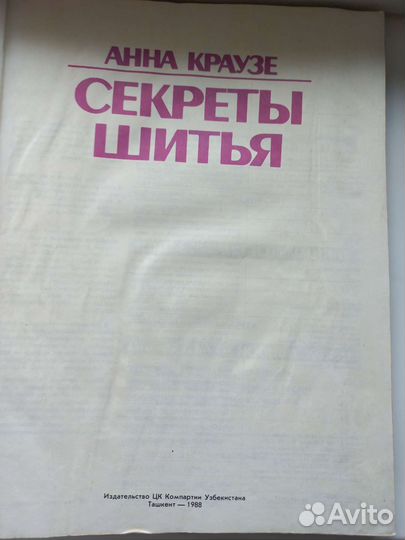 АННА КРАУЗЕ
СЕКРЕТЫ
ШИТЬЯ
Издательство ЦК Компартии Узбекистана
Ташкент — 1988
Avito